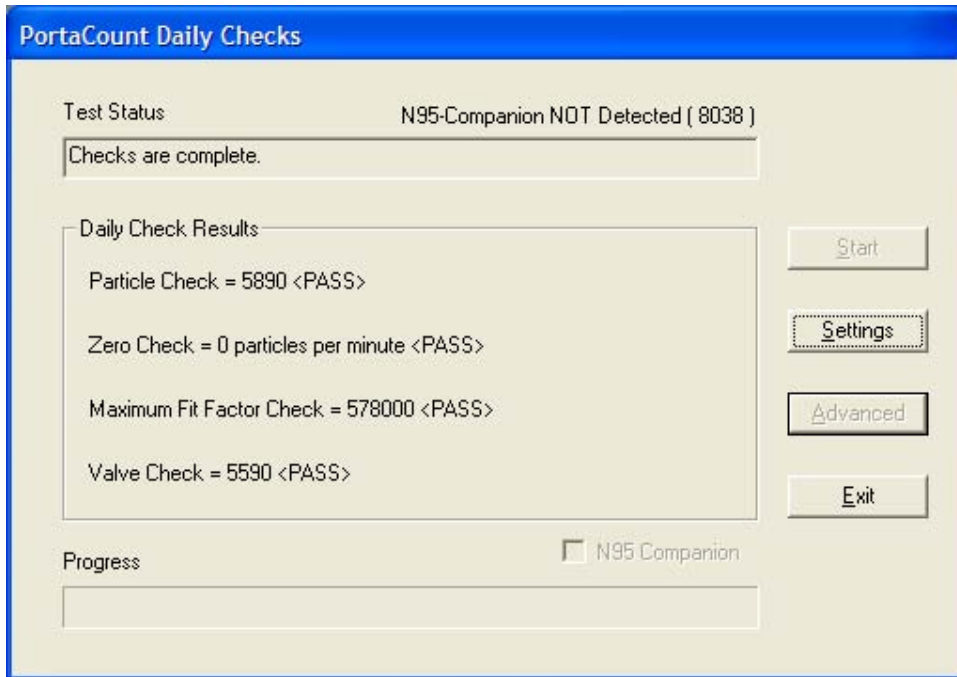 PortaCount Daily Checks
Test Status
N95-Companion NOT Detected ( 8038 )
Checks are complete.
Daily Check Results
Particle Check = 5890 <PASS>
Zero Check = 0 particles per minute <PASS>
Maximum Fit Factor Check = 578000 <PASS>
Valve Check = 5590 <PASS>
Start
Settings
Advanced
Exit
N95 Companion
Progress